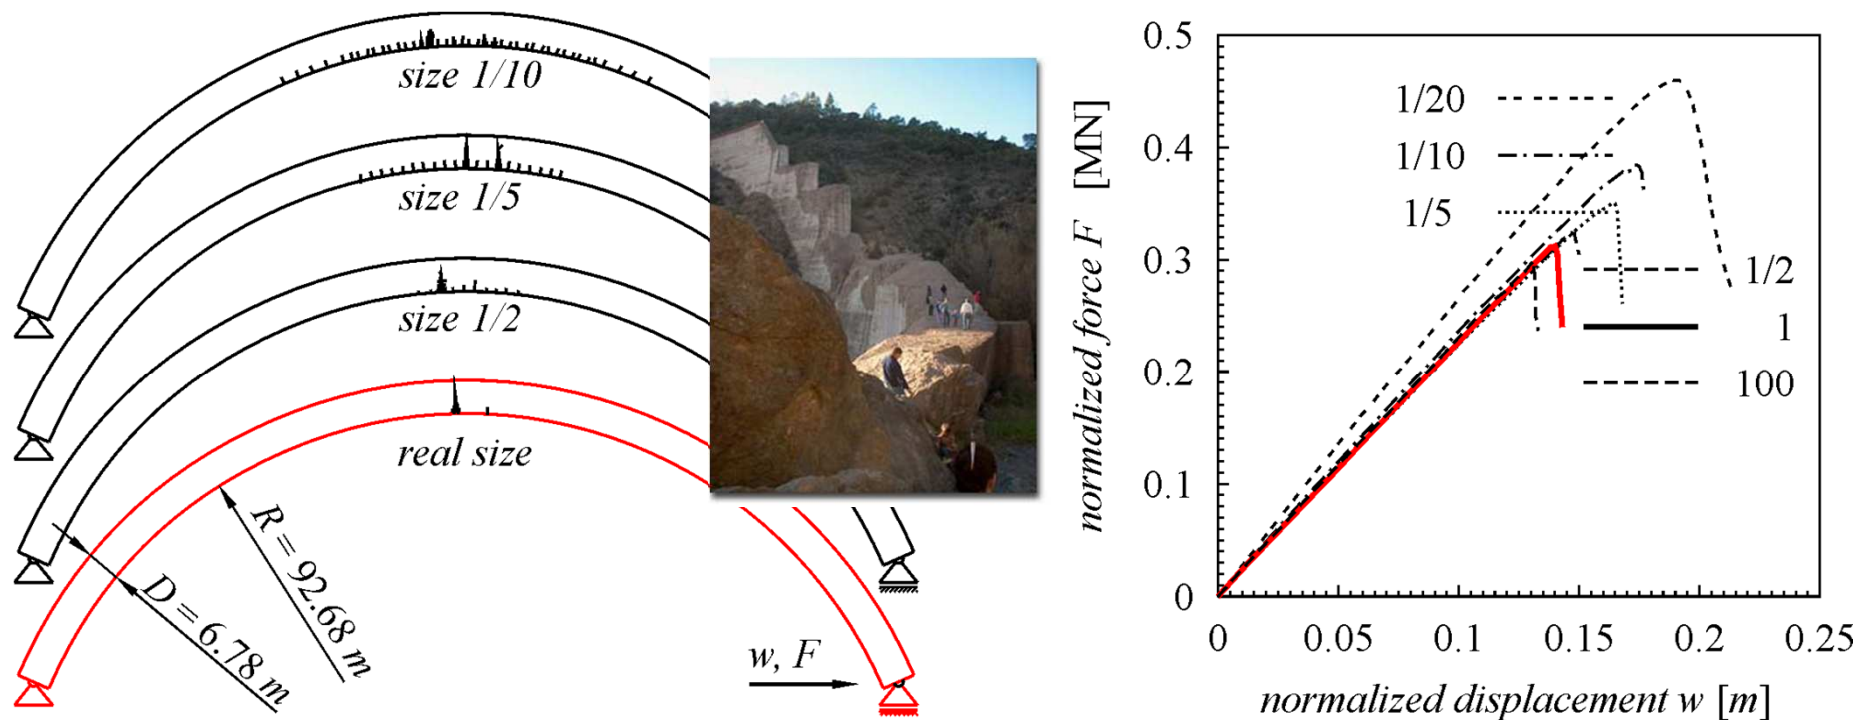 size 1/10
size 1/5
size 1/2
real size
R = 92.68 m
D = 6.78 m
w, F
normalized force F [MN]
0.5
0.4
0.3
0.2
0.1
0
1/20
1/10
1/5
1/2
1
100
0 0.05 0.1 0.15 0.2 0.25
normalized displacement w [m]